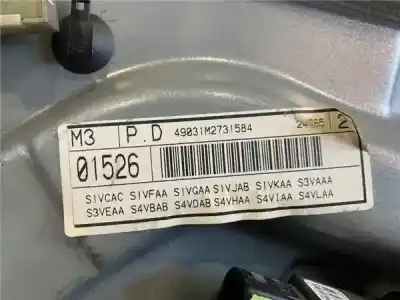 M3 P.D 49031M2731584 2
01526
S1VCAC S1VFAA S1VGAA S1VJAB S1VKAA S3VAAA
S3VEAA S4VBAB S4VDAB S4VHAA S4VIAA S4VLAA